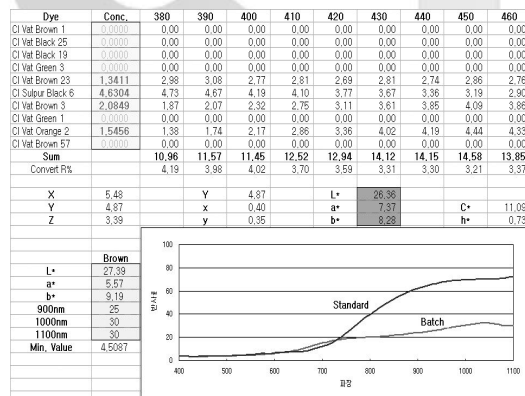 Dye Conc. 380 390 400 410 420 430 440 450 460
CI Vat Brown 1 0,0000 0,00 0,00 0,00 0,00 0,00 0,00 0,00 0,00 0,00
CI Vat Black 25 0,0000 0,00 0,00 0,00 0,00 0,00 0,00 0,00 0,00 0,00
CI Vat Black 19 0,0000 0,00 0,00 0,00 0,00 0,00 0,00 0,00 0,00 0,00
CI Vat Green 3 0,0000 0,00 0,00 0,00 0,00 0,00 0,00 0,00 0,00 0,00
CI Vat Brown 23 1,3411 2,98 3,08 2,77 2,81 2,69 2,81 2,74 2,86 2,76
CI Sulpur Black 6 4,6304 4,73 4,67 4,19 4,10 3,77 3,67 3,36 3,19 2,90
CI Vat Brown 3 2,0849 1,87 2,07 2,32 2,75 3,11 3,61 3,85 4,09 3,86
CI Vat Green 1 0,0000 0,00 0,00 0,00 0,00 0,00 0,00 0,00 0,00 0,00
CI Vat Orange 2 1,5456 1,38 1,74 2,17 2,86 3,36 4,02 4,19 4,44 4,33
CI Vat Brown 57 0,0000 0,00 0,00 0,00 0,00 0,00 0,00 0,00 0,00 0,00
Sum 10,96 11,57 11,45 12,52 12,94 14,12 14,15 14,58 13,85
Convert R% 4,19 3,98 4,02 3,70 3,59 3,31 3,30 3,21 3,37
X 5,48 Y 4,87 L* 26,36
Y 4,87 x 0,40 a* 7,37 C* 11,09
Z 3,39 y 0,35 b* 8,28 h* 0,73
Brown
L* 27,39
a* 5,57
b* 9,19
900nm 25
1000nm 30
1100nm 30
Min, Value 4,5087
100
80
60
40
20
0
반사율
Standard
Batch
400 500 600 700 800 900 1000 1100
파장